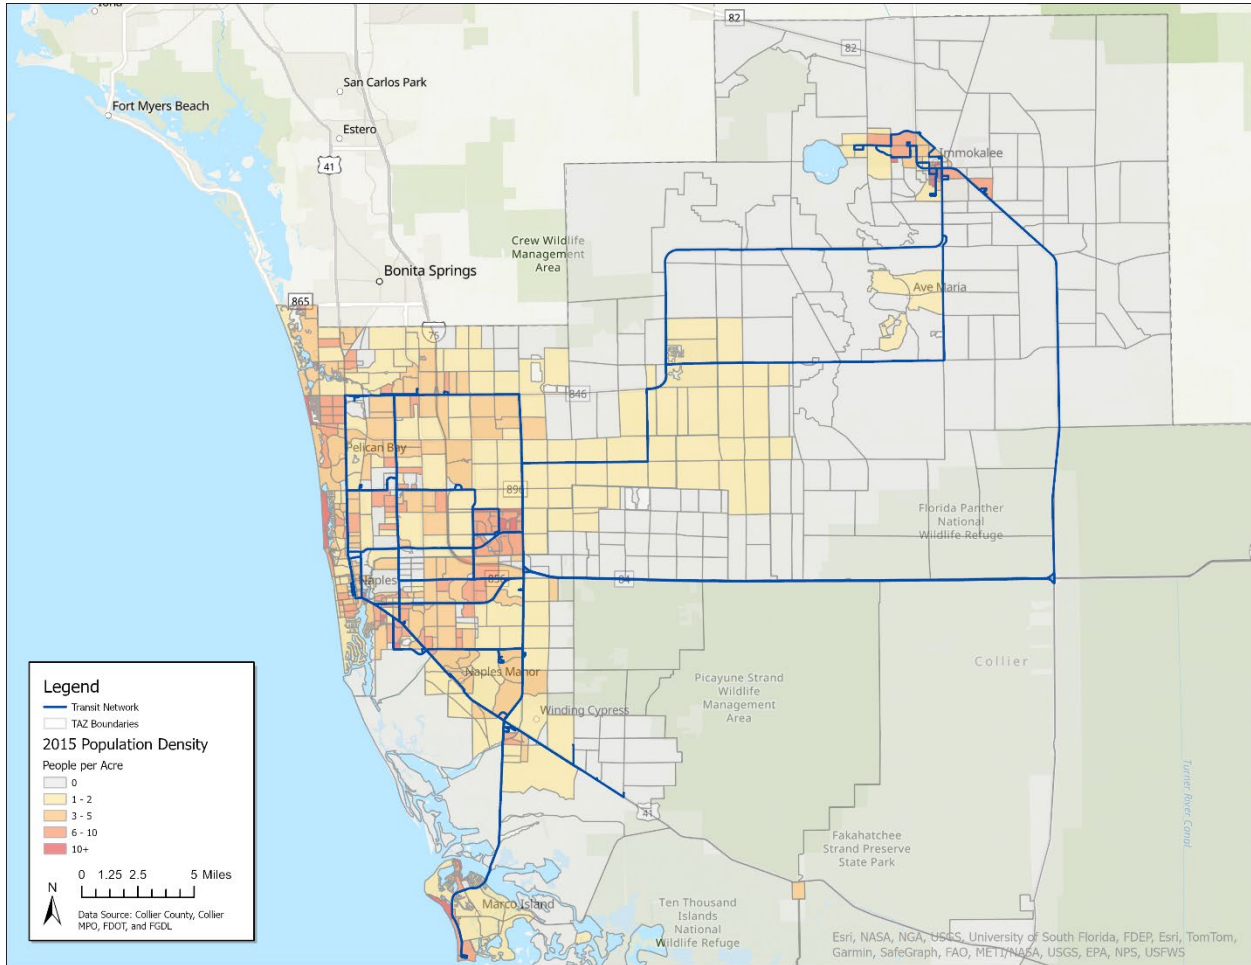 Iona
82
82
San Carlos Park
Fort Myers Beach
Estero
41
Immokalee
Crew Wildlife
Management
Area
Bonita Springs
Ave Maria
865
75
846
Pelican Bay
896
Florida Panther
National
Wildlife Refuge
Naples
856
84
Collier
Naples Manor
Picayune Strand
Wildlife
Management
Area
Winding Cypress
Turner River Canal
41
Fakahatchee
Strand Preserve
State Park
Marco Island
Ten Thousand
Islands
National
Wildlife Refuge
Legend
Transit Network
TAZ Boundaries
2015 Population Density
People per Acre
0
1 - 2
3 - 5
6 - 10
10+
0 1.25 2.5 5 Miles
N
Data Source: Collier County, Collier
MPO, FDOT, and FGDL
Esri, NASA, NGA, USGS, University of South Florida, FDEP, Esri, TomTom,
Garmin, SafeGraph, FAO, METI/NASA, USGS, EPA, NPS, USFWS